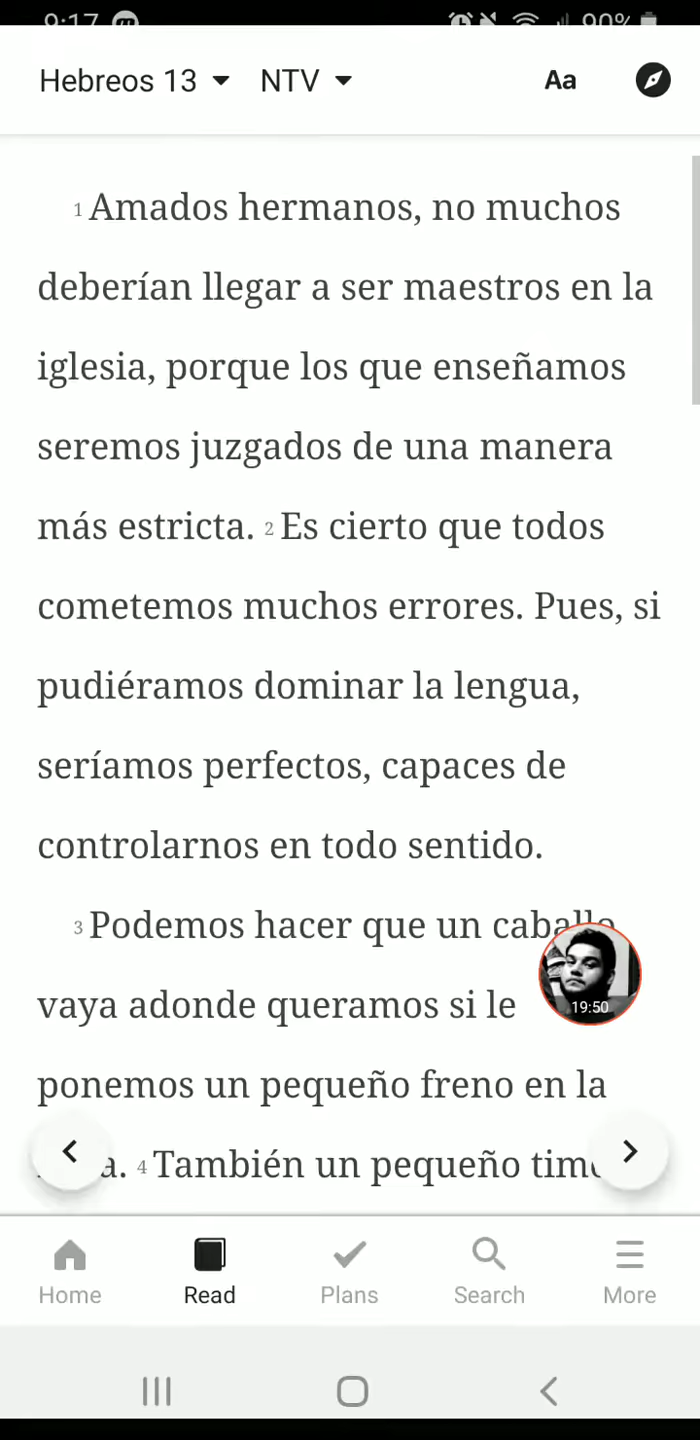 9:17
90%
Hebreos 13 NTV Aa
1 Amados hermanos, no muchos
deberían llegar a ser maestros en la
iglesia, porque los que enseñamos
seremos juzgados de una manera
más estricta. 2 Es cierto que todos
cometemos muchos errores. Pues, si
pudiéramos dominar la lengua,
seríamos perfectos, capaces de
controlarnos en todo sentido.
3 Podemos hacer que un caballo
vaya adonde queramos si le
19:50
ponemos un pequeño freno en la
a. 4 También un pequeño
Home Read Plans Search More